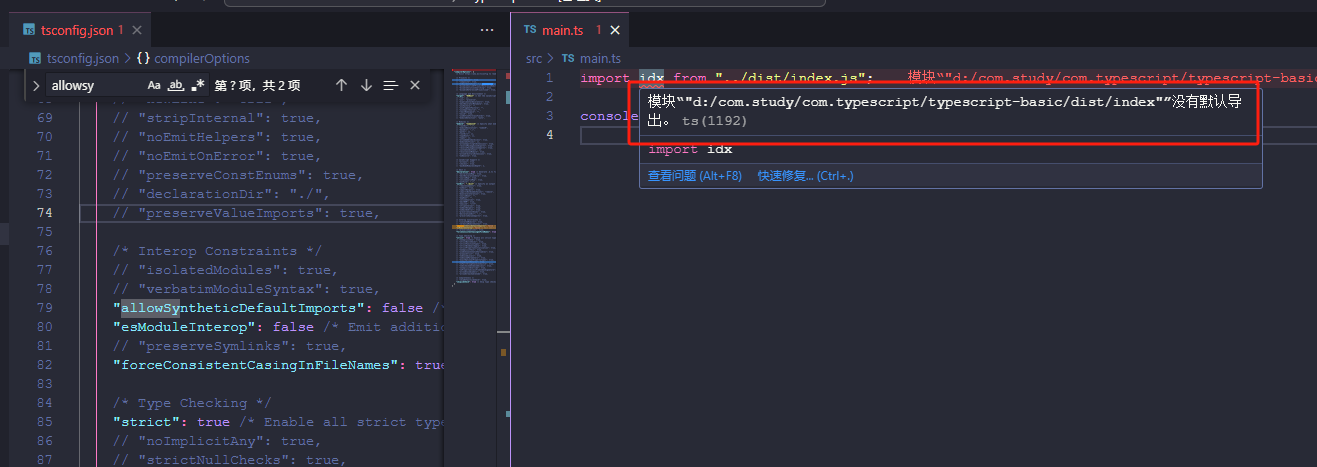 tsconfig.json 1
tsconfig.json > {} compilerOptions
allowsy Aa ab 第 ? 项, 共 2 项
69 // "stripInternal": true,
70 // "noEmitHelpers": true,
71 // "noEmitOnError": true,
72 // "preserveConstEnums": true,
73 // "declarationDir": "./",
74 // "preserveValueImports": true,
75
76 /* Interop Constraints */
77 // "isolatedModules": true,
78 // "verbatimModuleSyntax": true,
79 "allowSyntheticDefaultImports": false /*
80 "esModuleInterop": false /* Emit additio
81 // "preserveSymlinks": true,
82 "forceConsistentCasingInFileNames": true
83
84 /* Type Checking */
85 "strict": true /* Enable all strict type
86 // "noImplicitAny": true,
87 // "strictNullChecks": true,
TS main.ts 1
src > TS main.ts
1 import idx from "../dist/index.js"; 模块“"d:/com.study/com.typescript/typescript-basic
2
3 console
4
模块“"d:/com.study/com.typescript/typescript-basic/dist/index"”没有默认导
出。 ts(1192)
import idx
查看问题 (Alt+F8) 快速修复... (Ctrl+.)